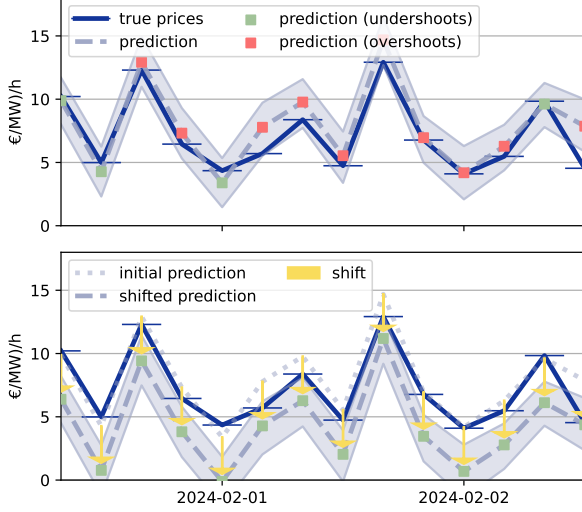 true prices
prediction
prediction (undershoots)
prediction (overshoots)
€/MW)/h
15
10
5
0
initial prediction
shifted prediction
shift
€/MW)/h
15
10
5
0
2024-02-01
2024-02-02